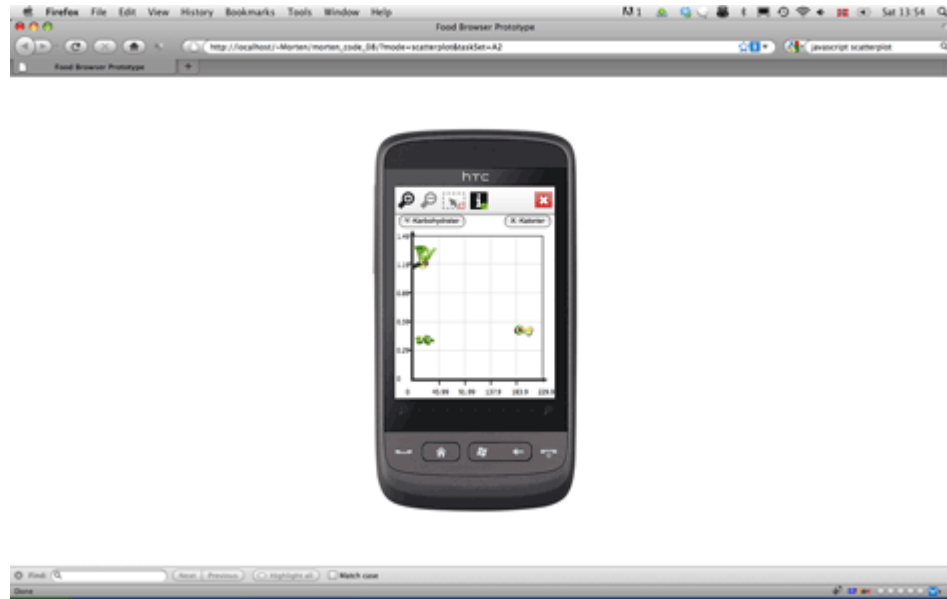 Firefox File Edit View History Bookmarks Tools Window Help 1 Sat 13:54
Food Browser Prototype
http://localhost/~Morten/morten_code_08/?mode=scatterplot&taskSet=A2 javascript scatterplot
Food Browser Prototype +
hTC
Y: Karbohydrater X: Kalorier
0
0 45.99 91.99 137.9 183.9 229.9
Find: Next Previous Highlight all Match case
Done